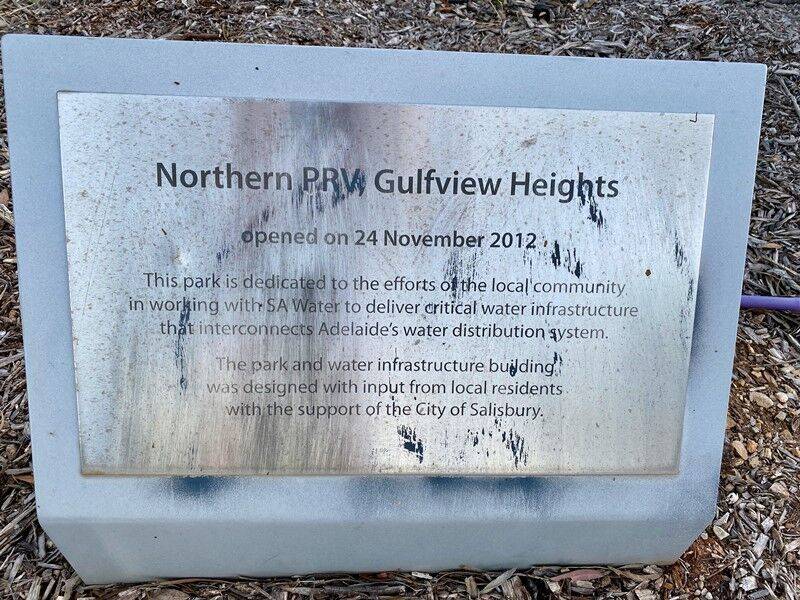 Northern PRV, Gulfview Heights
opened on 24 November 2012
This park is dedicated to the efforts of the local community
in working with SA Water to deliver critical water infrastructure
that interconnects Adelaide's water distribution system.
The park and water infrastructure building
was designed with input from local residents
with the support of the City of Salisbury.